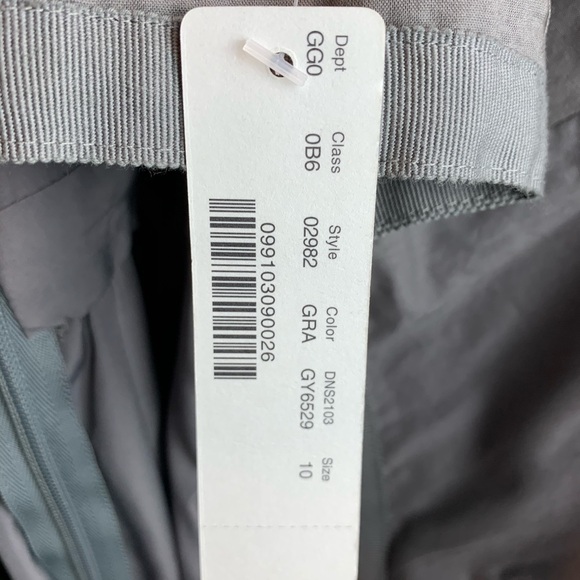 Dept Class Style Color DNS2103 Size
GG0 0B6 02982 GRA GY6529 10
0991030900026